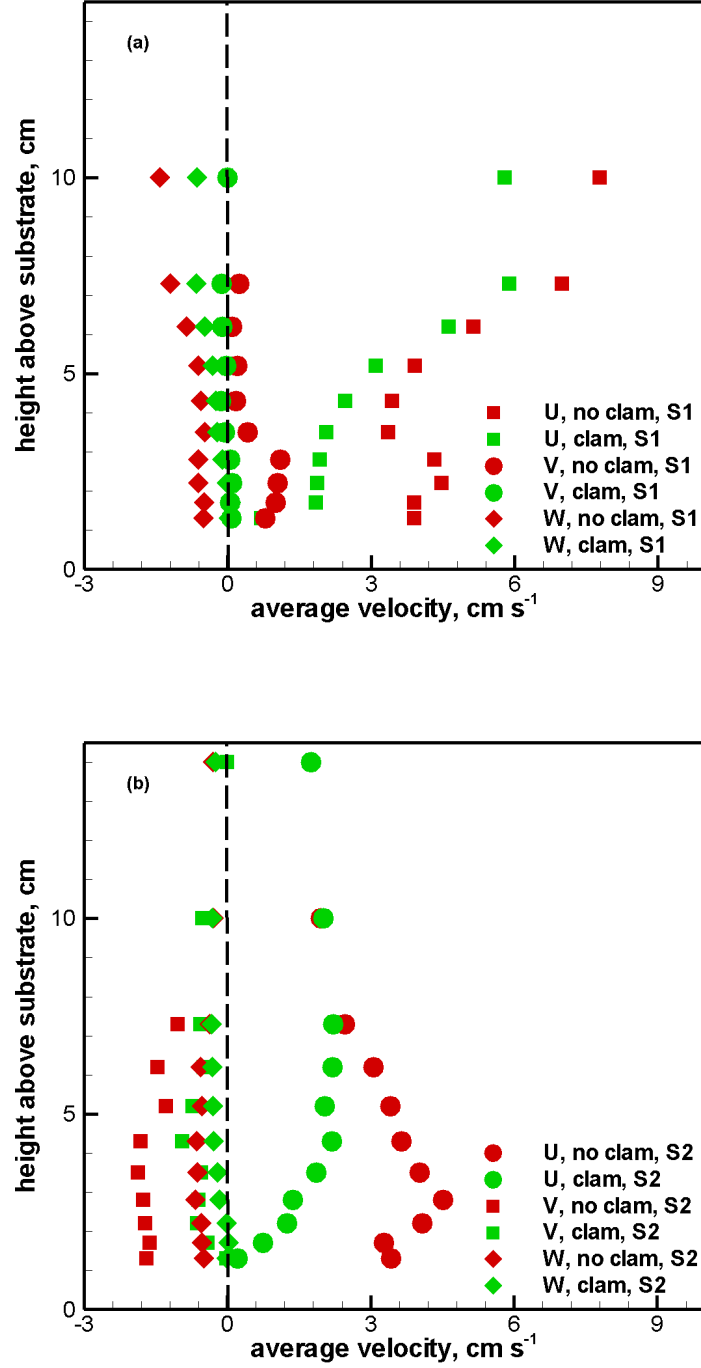 (a)
height above substrate, cm
10
5
0
U, no clam, S1
U, clam, S1
V, no clam, S1
V, clam, S1
W, no clam, S1
W, clam, S1
-3 0 3 6 9
average velocity, cm s-1
(b)
height above substrate, cm
10
5
0
U, no clam, S2
U, clam, S2
V, no clam, S2
V, clam, S2
W, no clam, S2
W, clam, S2
-3 0 3 6 9
average velocity, cm s-1